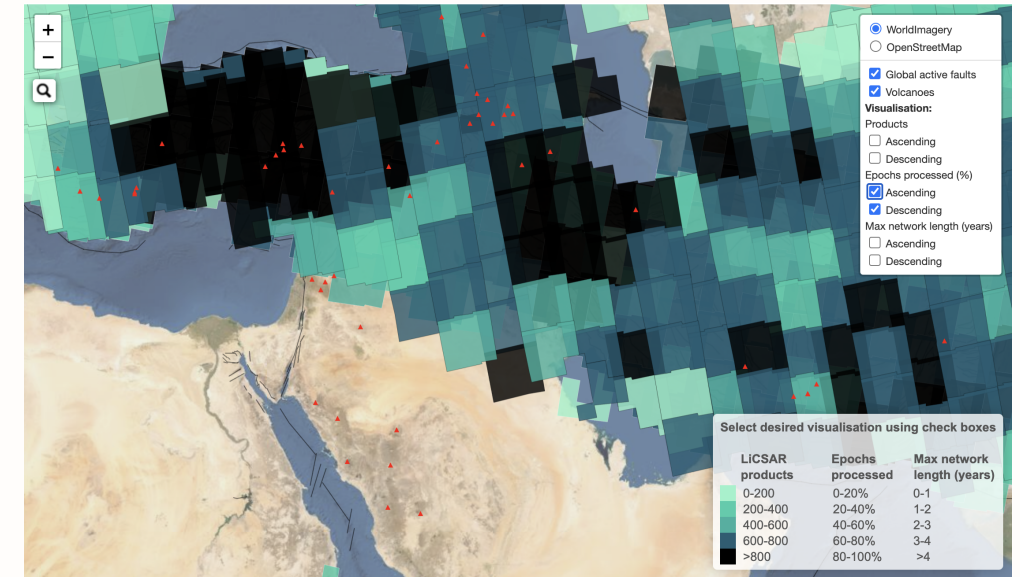 +
−
WorldImagery
OpenStreetMap
Global active faults
Volcanoes
Visualisation:
Products
Ascending
Descending
Epochs processed (%)
Ascending
Descending
Max network length (years)
Ascending
Descending
Select desired visualisation using check boxes
LiCSAR products Epochs processed Max network length (years)
0-200 0-20% 0-1
200-400 20-40% 1-2
400-600 40-60% 2-3
600-800 60-80% 3-4
>800 80-100% >4